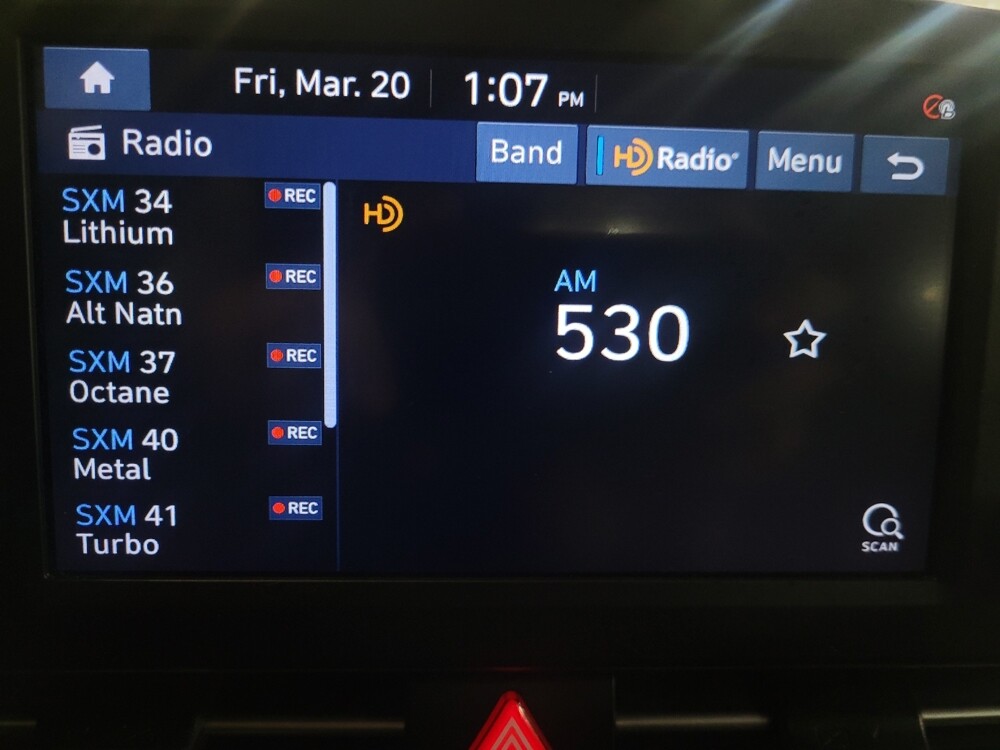 Fri, Mar. 20 1:07 PM
Radio Band HD Radio® Menu
SXM 34 REC
Lithium
SXM 36 REC
Alt Natn
SXM 37 REC
Octane
SXM 40 REC
Metal
SXM 41 REC
Turbo
HD
AM
530
SCAN